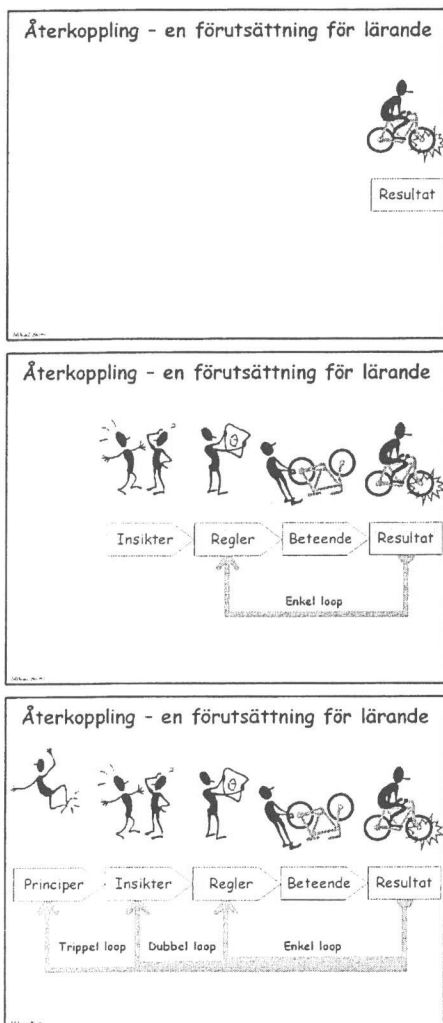 Återkoppling - en förutsättning för lärande
Resultat
Återkoppling - en förutsättning för lärande
Insikter Regler Beteende Resultat
Enkel loop
Återkoppling - en förutsättning för lärande
Principer Insikter Regler Beteende Resultat
Trippel loop Dubbel loop Enkel loop